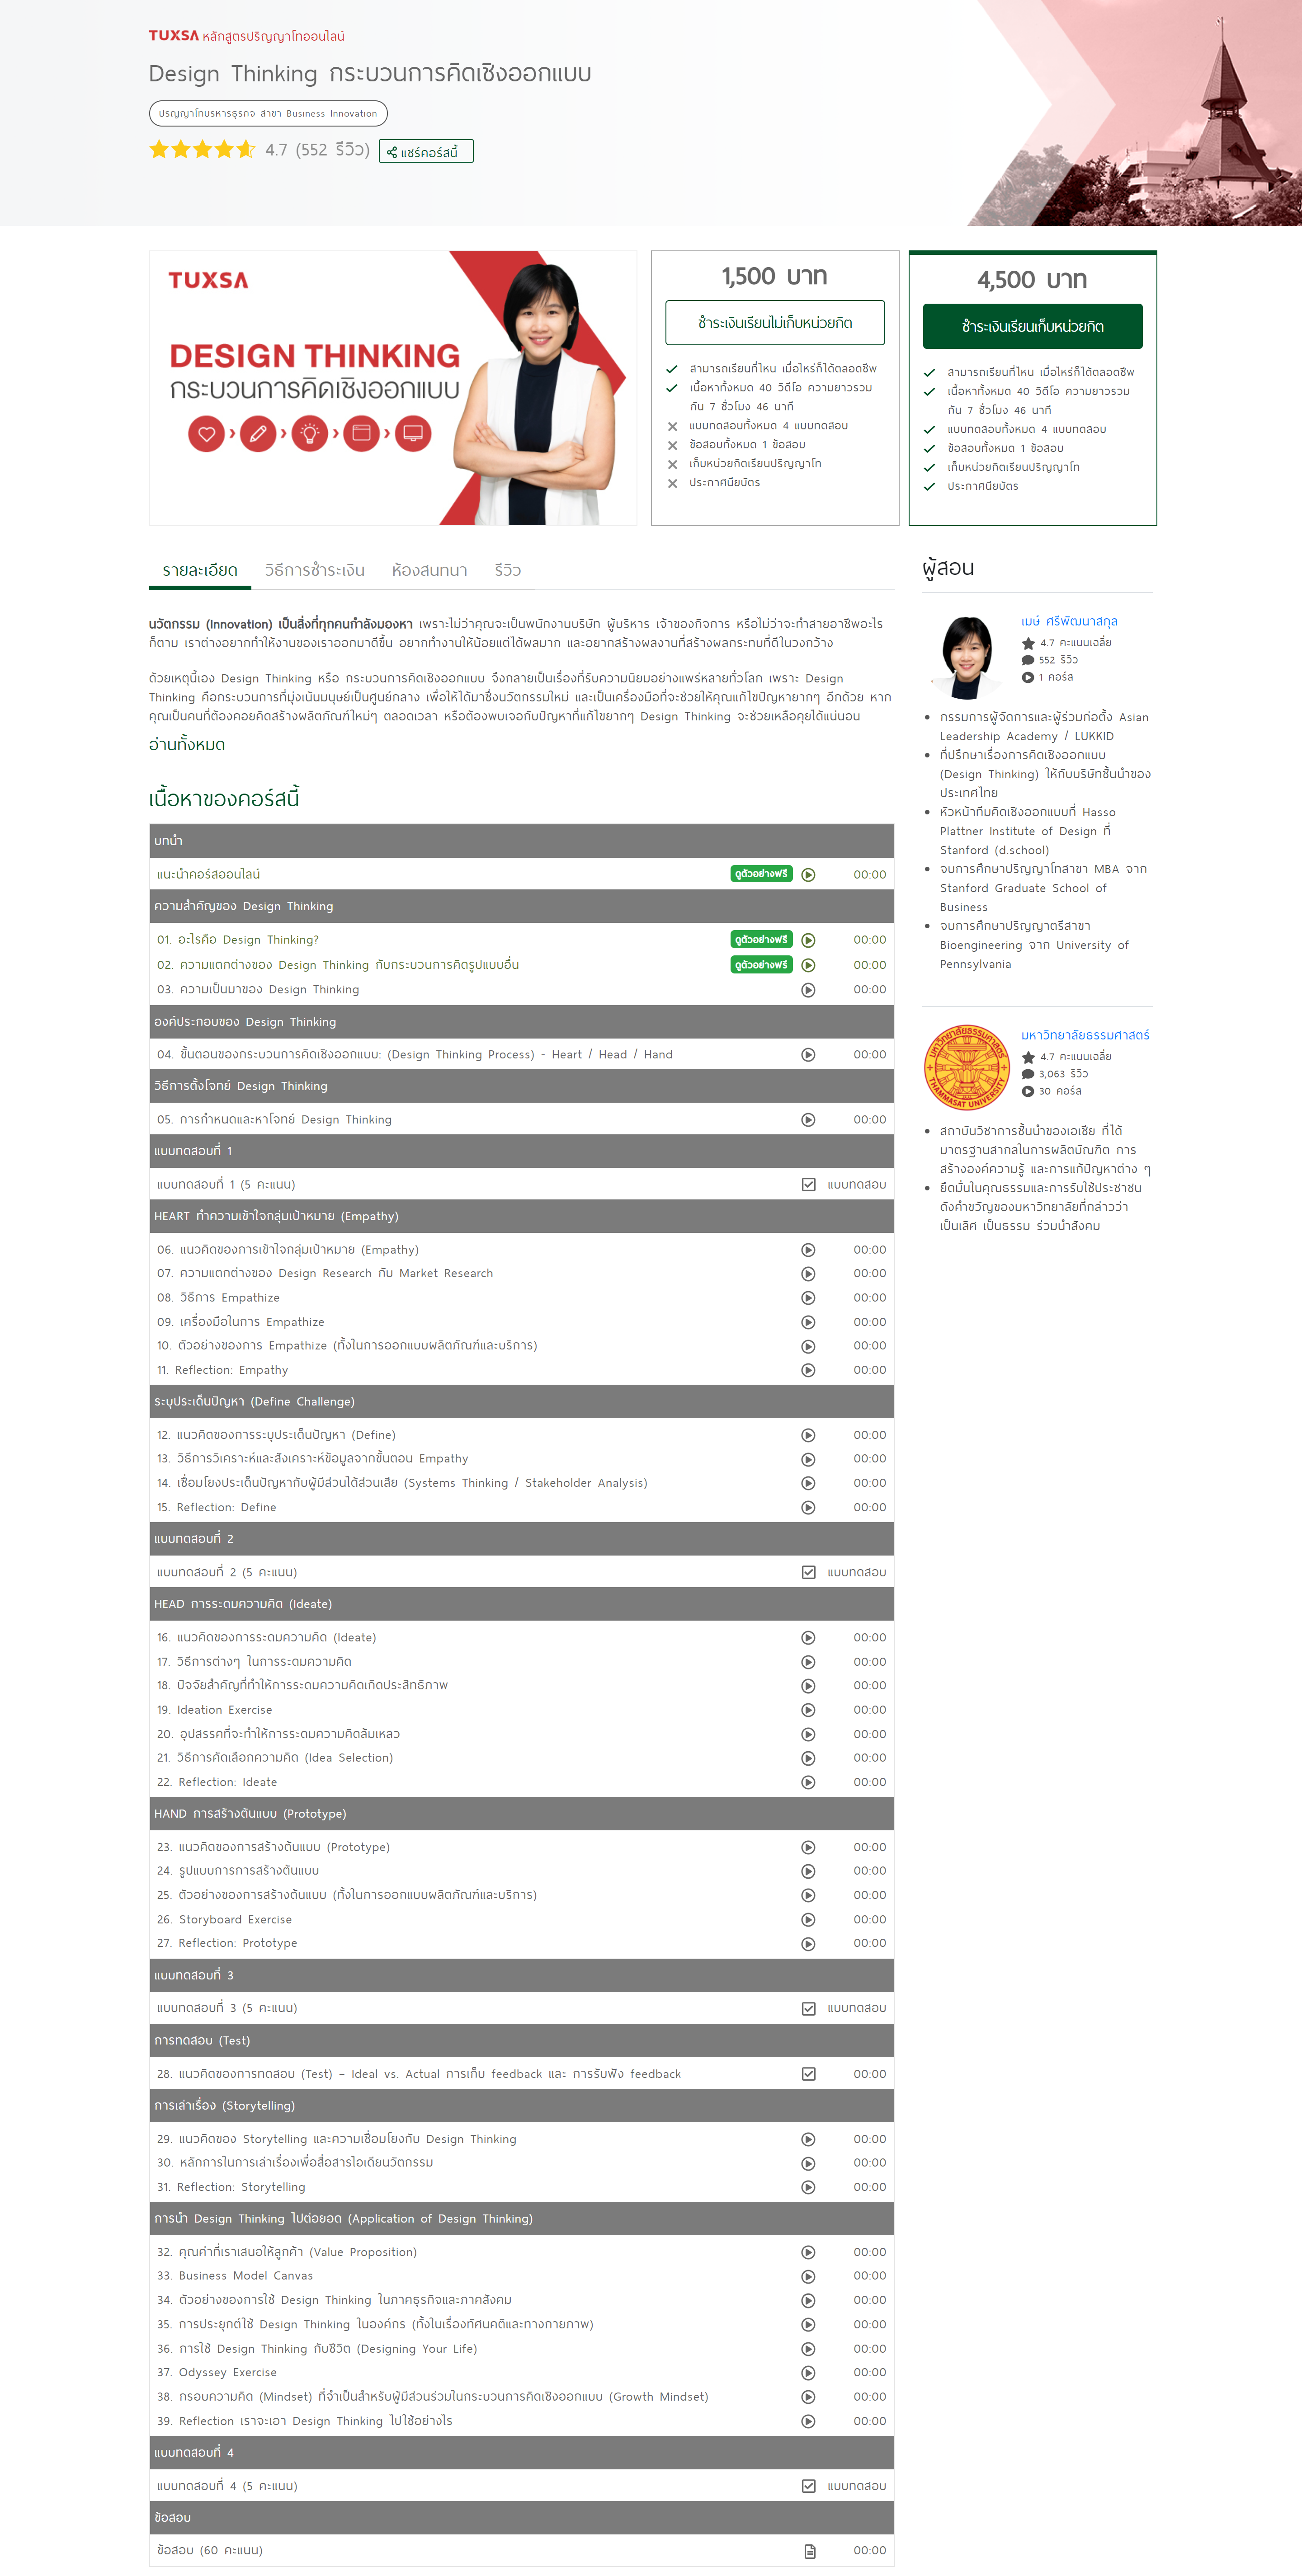 TUXSA หลักสูตรปริญญาโทออนไลน์
Design Thinking กระบวนการคิดเชิงออกแบบ
ปริญญาโทบริหารธุรกิจ สาขา Business Innovation
4.7 (552 รีวิว) แชร์คอร์สนี้
TUXSA
DESIGN THINKING
กระบวนการคิดเชิงออกแบบ
1,500 บาท
ชำระเงินเรียนไม่เก็บหน่วยกิต
สามารถเรียนที่ไหน เมื่อไหร่ก็ได้ตลอดชีพ
เนื้อหาทั้งหมด 40 วิดีโอ ความยาวรวม
กัน 7 ชั่วโมง 46 นาที
แบบทดสอบทั้งหมด 4 แบบทดสอบ
ข้อสอบทั้งหมด 1 ข้อสอบ
เก็บหน่วยกิตเรียนปริญญาโท
ประกาศนียบัตร
4,500 บาท
ชำระเงินเรียนเก็บหน่วยกิต
สามารถเรียนที่ไหน เมื่อไหร่ก็ได้ตลอดชีพ
เนื้อหาทั้งหมด 40 วิดีโอ ความยาวรวม
กัน 7 ชั่วโมง 46 นาที
แบบทดสอบทั้งหมด 4 แบบทดสอบ
ข้อสอบทั้งหมด 1 ข้อสอบ
เก็บหน่วยกิตเรียนปริญญาโท
ประกาศนียบัตร
รายละเอียด วิธีการชำระเงิน ห้องสนทนา รีวิว
นวัตกรรม (Innovation) เป็นสิ่งที่ทุกคนกำลังมองหา เพราะไม่ว่าคุณจะเป็นพนักงานบริษัท ผู้บริหาร เจ้าของกิจการ หรือไม่ว่าจะทำสายอาชีพอะไร
ก็ตาม เราต่างอยากทำให้งานของเราออกมาดีขึ้น อยากทำงานให้น้อยแต่ได้ผลมาก และอยากสร้างผลงานที่สร้างผลกระทบที่ดีในวงกว้าง
ด้วยเหตุนี้เอง Design Thinking หรือ กระบวนการคิดเชิงออกแบบ จึงกลายเป็นเรื่องที่รับความนิยมอย่างแพร่หลายทั่วโลก เพราะ Design
Thinking คือกระบวนการที่มุ่งเน้นมนุษย์เป็นศูนย์กลาง เพื่อให้ได้มาซึ่งนวัตกรรมใหม่ และเป็นเครื่องมือที่จะช่วยให้คุณแก้ไขปัญหายากๆ อีกด้วย หาก
คุณเป็นคนที่ต้องคอยคิดสร้างผลิตภัณฑ์ใหม่ๆ ตลอดเวลา หรือต้องพบเจอกับปัญหาที่แก้ไขยากๆ Design Thinking จะช่วยเหลือคุยได้แน่นอน
อ่านทั้งหมด
เนื้อหาของคอร์สนี้
บทนำ
แนะนำคอร์สออนไลน์ ดูตัวอย่างฟรี 00:00
ความสำคัญของ Design Thinking
01. อะไรคือ Design Thinking? ดูตัวอย่างฟรี 00:00
02. ความแตกต่างของ Design Thinking กับกระบวนการคิดรูปแบบอื่น ดูตัวอย่างฟรี 00:00
03. ความเป็นมาของ Design Thinking 00:00
องค์ประกอบของ Design Thinking
04. ขั้นตอนของกระบวนการคิดเชิงออกแบบ: (Design Thinking Process) - Heart / Head / Hand 00:00
วิธีการตั้งโจทย์ Design Thinking
05. การกำหนดและหาโจทย์ Design Thinking 00:00
แบบทดสอบที่ 1
แบบทดสอบที่ 1 (5 คะแนน) แบบทดสอบ
HEART ทำความเข้าใจกลุ่มเป้าหมาย (Empathy)
06. แนวคิดของการเข้าใจกลุ่มเป้าหมาย (Empathy) 00:00
07. ความแตกต่างของ Design Research กับ Market Research 00:00
08. วิธีการ Empathize 00:00
09. เครื่องมือในการ Empathize 00:00
10. ตัวอย่างของการ Empathize (ทั้งในการออกแบบผลิตภัณฑ์และบริการ) 00:00
11. Reflection: Empathy 00:00
ระบุประเด็นปัญหา (Define Challenge)
12. แนวคิดของการระบุประเด็นปัญหา (Define) 00:00
13. วิธีการวิเคราะห์และสังเคราะห์ข้อมูลจากขั้นตอน Empathy 00:00
14. เชื่อมโยงประเด็นปัญหากับผู้มีส่วนได้ส่วนเสีย (Systems Thinking / Stakeholder Analysis) 00:00
15. Reflection: Define 00:00
แบบทดสอบที่ 2
แบบทดสอบที่ 2 (5 คะแนน) แบบทดสอบ
HEAD การระดมความคิด (Ideate)
16. แนวคิดของการระดมความคิด (Ideate) 00:00
17. วิธีการต่างๆ ในการระดมความคิด 00:00
18. ปัจจัยสำคัญที่ทำให้การระดมความคิดเกิดประสิทธิภาพ 00:00
19. Ideation Exercise 00:00
20. อุปสรรคที่จะทำให้การระดมความคิดล้มเหลว 00:00
21. วิธีการคัดเลือกความคิด (Idea Selection) 00:00
22. Reflection: Ideate 00:00
HAND การสร้างต้นแบบ (Prototype)
23. แนวคิดของการสร้างต้นแบบ (Prototype) 00:00
24. รูปแบบการการสร้างต้นแบบ 00:00
25. ตัวอย่างของการสร้างต้นแบบ (ทั้งในการออกแบบผลิตภัณฑ์และบริการ) 00:00
26. Storyboard Exercise 00:00
27. Reflection: Prototype 00:00
แบบทดสอบที่ 3
แบบทดสอบที่ 3 (5 คะแนน) แบบทดสอบ
การทดสอบ (Test)
28. แนวคิดของการทดสอบ (Test) – Ideal vs. Actual การเก็บ feedback และ การรับฟัง feedback 00:00
การเล่าเรื่อง (Storytelling)
29. แนวคิดของ Storytelling และความเชื่อมโยงกับ Design Thinking 00:00
30. หลักการในการเล่าเรื่องเพื่อสื่อสารไอเดียนวัตกรรม 00:00
31. Reflection: Storytelling 00:00
การนำ Design Thinking ไปต่อยอด (Application of Design Thinking)
32. คุณค่าที่เราเสนอให้ลูกค้า (Value Proposition) 00:00
33. Business Model Canvas 00:00
34. ตัวอย่างของการใช้ Design Thinking ในภาคธุรกิจและภาคสังคม 00:00
35. การประยุกต์ใช้ Design Thinking ในองค์กร (ทั้งในเรื่องทัศนคติและทางกายภาพ) 00:00
36. การใช้ Design Thinking กับชีวิต (Designing Your Life) 00:00
37. Odyssey Exercise 00:00
38. กรอบความคิด (Mindset) ที่จำเป็นสำหรับผู้มีส่วนร่วมในกระบวนการคิดเชิงออกแบบ (Growth Mindset) 00:00
39. Reflection เราจะเอา Design Thinking ไปใช้อย่างไร 00:00
แบบทดสอบที่ 4
แบบทดสอบที่ 4 (5 คะแนน) แบบทดสอบ
ข้อสอบ
ข้อสอบ (60 คะแนน) 00:00
ผู้สอน
เมษ์ ศรีพัฒนาสกุล
4.7 คะแนนเฉลี่ย
552 รีวิว
1 คอร์ส
กรรมการผู้จัดการและผู้ร่วมก่อตั้ง Asian
Leadership Academy / LUKKID
ที่ปรึกษาเรื่องการคิดเชิงออกแบบ
(Design Thinking) ให้กับบริษัทชั้นนำของ
ประเทศไทย
หัวหน้าทีมคิดเชิงออกแบบที่ Hasso
Plattner Institute of Design ที่
Stanford (d.school)
จบการศึกษาปริญญาโทสาขา MBA จาก
Stanford Graduate School of
Business
จบการศึกษาปริญญาตรีสาขา
Bioengineering จาก University of
Pennsylvania
มหาวิทยาลัยธรรมศาสตร์
THAMMASAT UNIVERSITY
มหาวิทยาลัยธรรมศาสตร์
4.7 คะแนนเฉลี่ย
3,063 รีวิว
30 คอร์ส
สถาบันวิชาการชั้นนำของเอเชีย ที่ได้
มาตรฐานสากลในการผลิตบัณฑิต การ
สร้างองค์ความรู้ และการแก้ปัญหาต่าง ๆ
ยึดมั่นในคุณธรรมและการรับใช้ประชาชน
ดังคำขวัญของมหาวิทยาลัยที่กล่าวว่า
เป็นเลิศ เป็นธรรม ร่วมนำสังคม